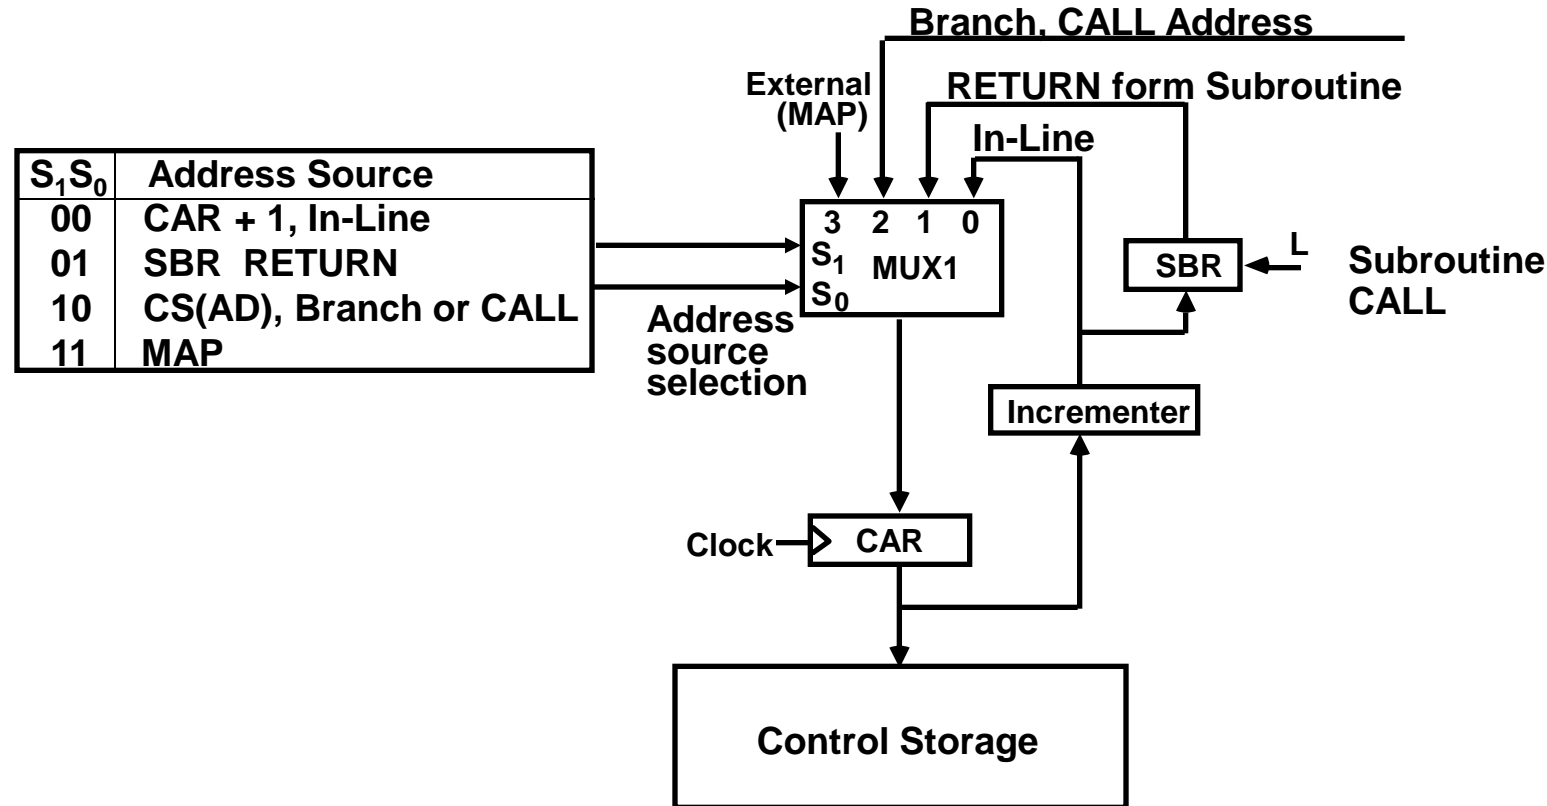 Branch, CALL Address
External
(MAP)
RETURN form Subroutine
In-Line
S₁S₀ Address Source
00 CAR + 1, In-Line
01 SBR RETURN
10 CS(AD), Branch or CALL
11 MAP
3 2 1 0
S₁
MUX1
S₀
Address
source
selection
SBR
L
Subroutine
CALL
Incrementer
Clock
CAR
Control Storage